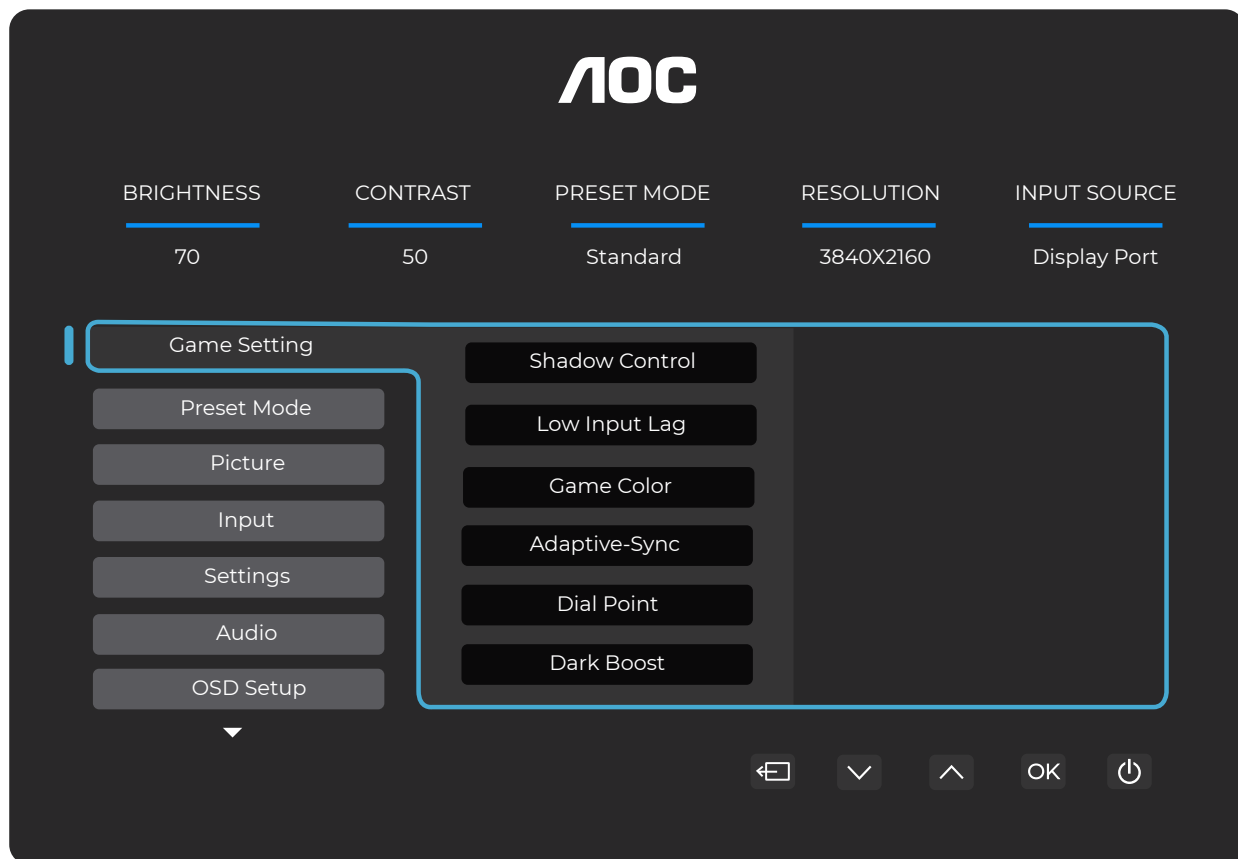 AOC
BRIGHTNESS CONTRAST PRESET MODE RESOLUTION INPUT SOURCE
70 50 Standard 3840X2160 Display Port
Game Setting
Preset Mode
Picture
Input
Settings
Audio
OSD Setup
Shadow Control
Low Input Lag
Game Color
Adaptive-Sync
Dial Point
Dark Boost
OK